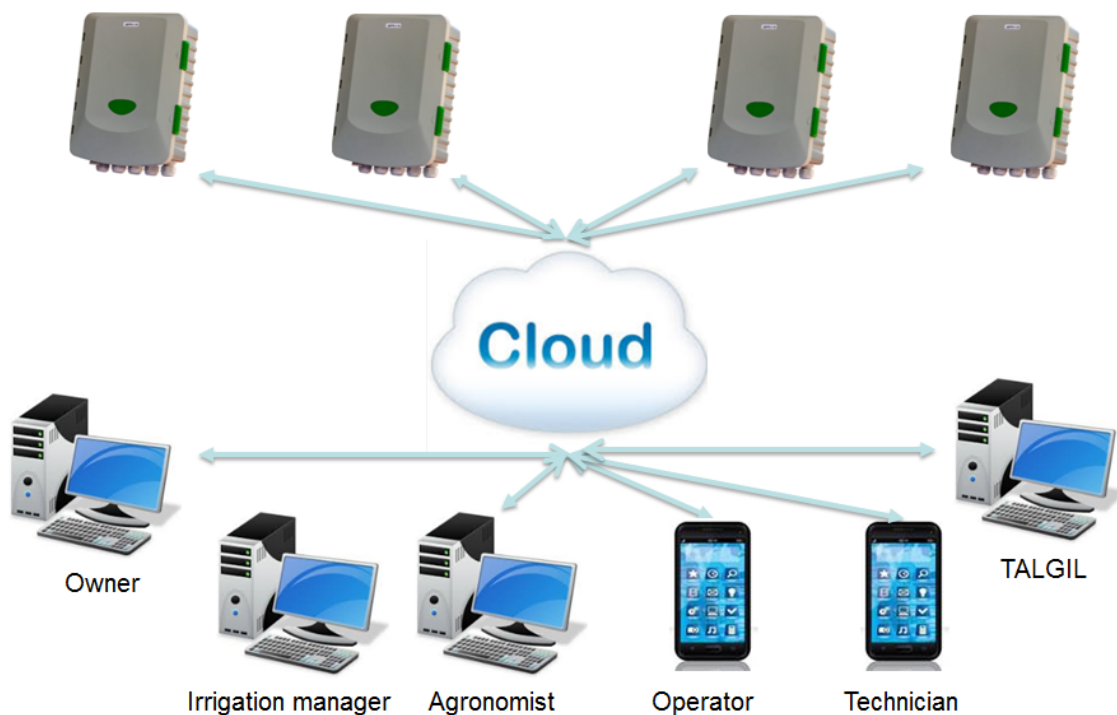 Cloud
Owner
TALGIL
Irrigation manager
Agronomist
Operator
Technician